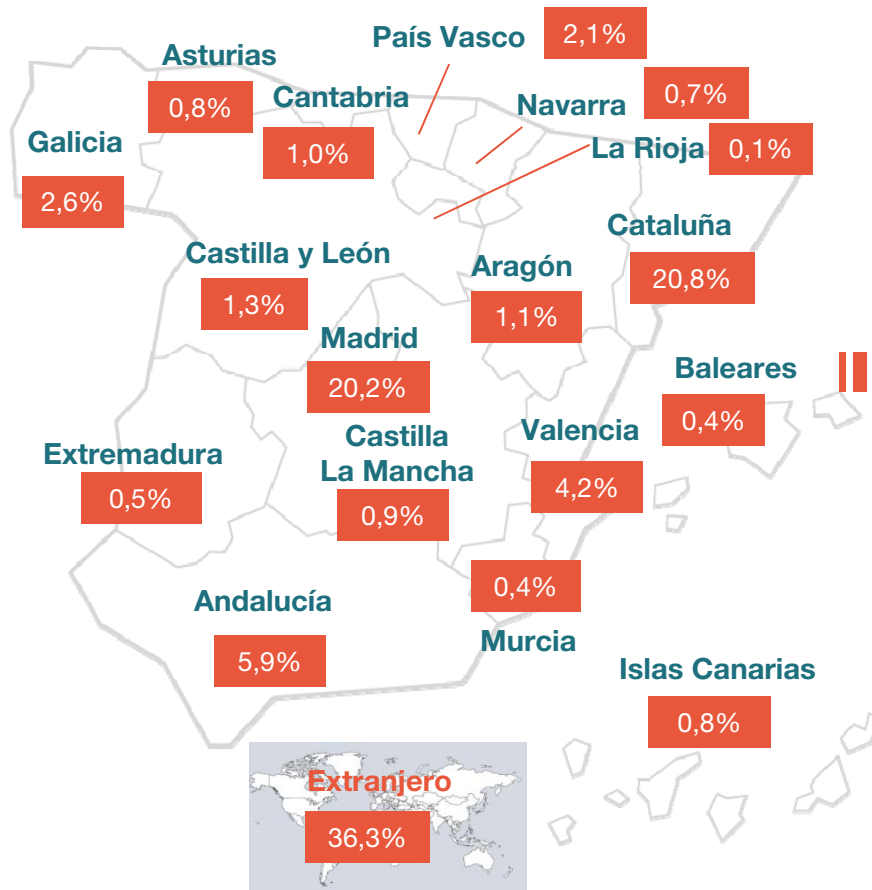 País Vasco
2,1%
Asturias
0,8%
Cantabria
1,0%
Navarra
0,7%
La Rioja
0,1%
Galicia
2,6%
Cataluña
20,8%
Castilla y León
1,3%
Aragón
1,1%
Madrid
20,2%
Baleares
0,4%
Extremadura
0,5%
Castilla
La Mancha
0,9%
Valencia
4,2%
Andalucía
5,9%
0,4%
Murcia
Islas Canarias
0,8%
Extranjero
36,3%